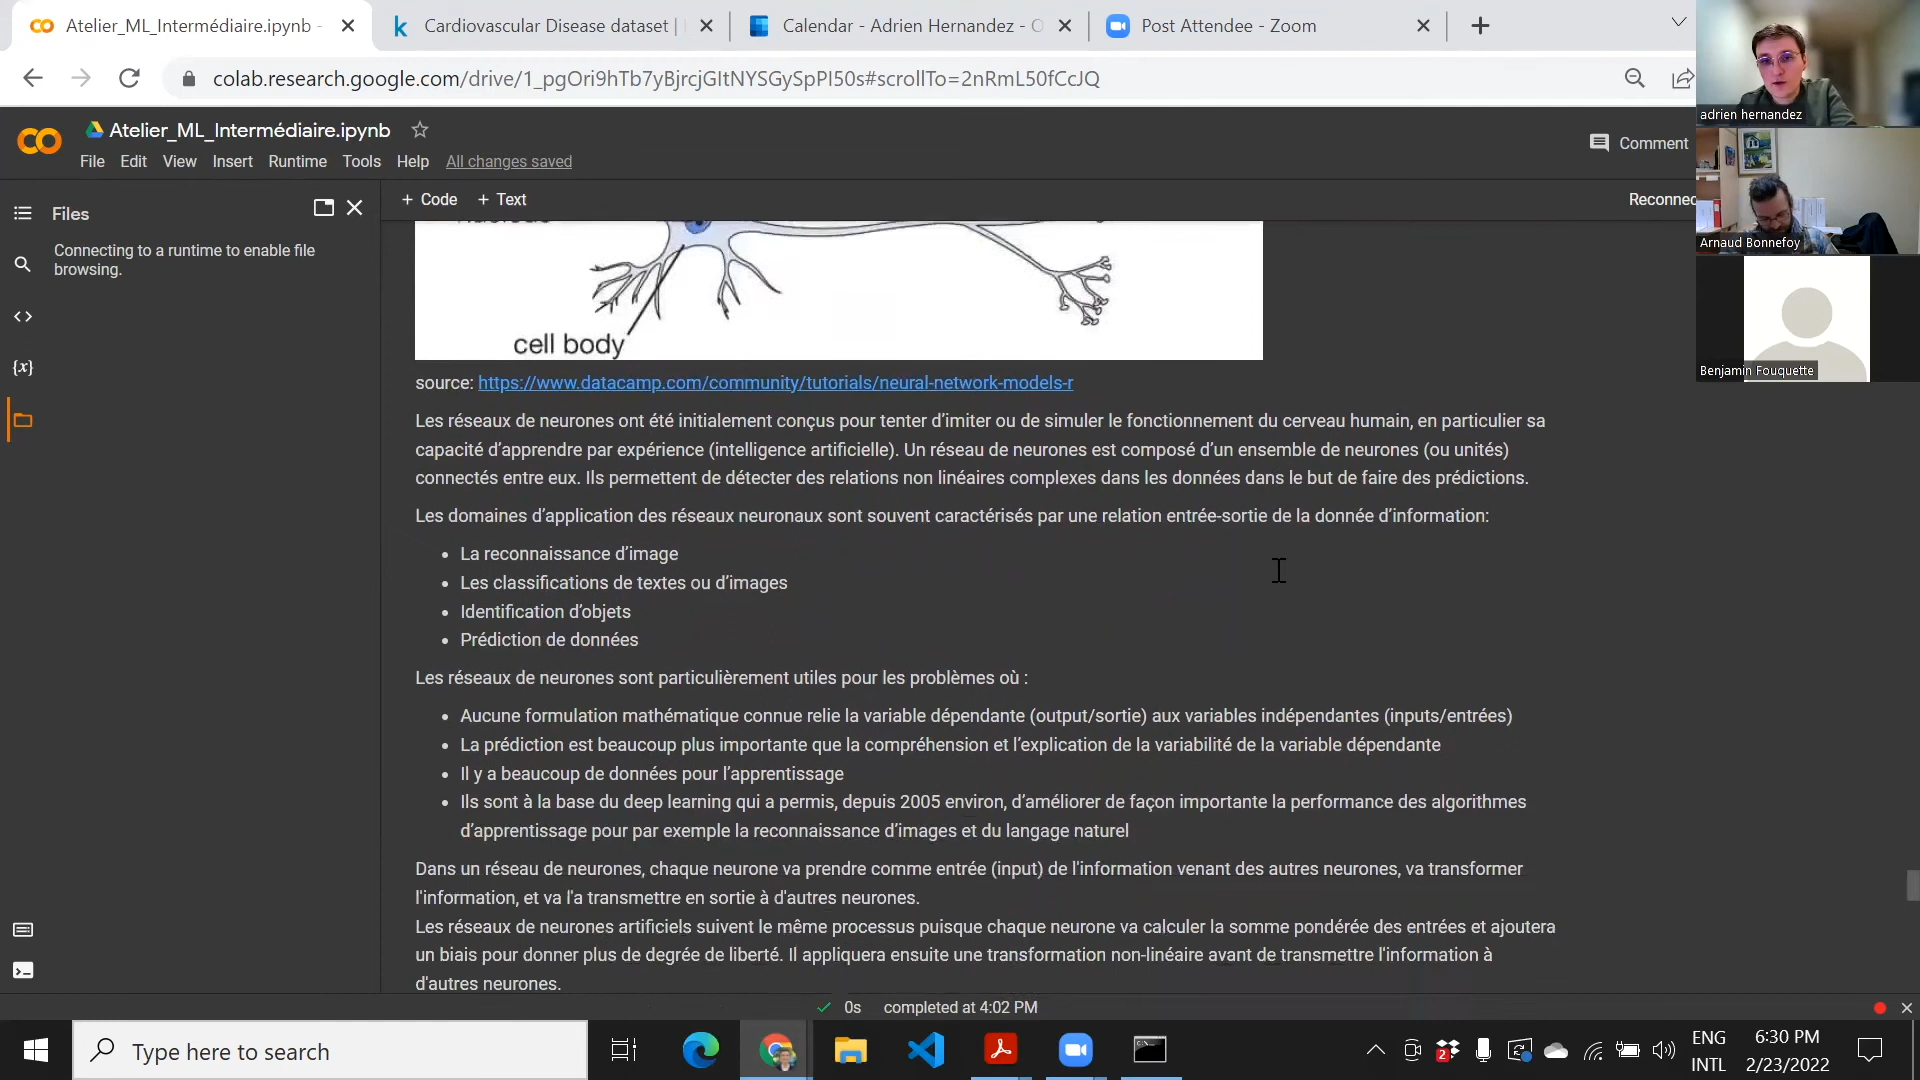 Atelier_ML_Intermédiaire.ipynb -
Cardiovascular Disease dataset |
Calendar - Adrien Hernandez - O
Post Attendee - Zoom
colab.research.google.com/drive/1_pgOri9hTb7yBjrcjGItNYSGySpPI50s#scrollTo=2nRmL50fCcJQ
adrien hernandez
Atelier_ML_Intermédiaire.ipynb
File Edit View Insert Runtime Tools Help All changes saved
Comment
Arnaud Bonnefoy
Benjamin Fouquette
Files
+ Code + Text
Reconnec
Connecting to a runtime to enable file
browsing.
cell body
source: https://www.datacamp.com/community/tutorials/neural-network-models-r
Les réseaux de neurones ont été initialement conçus pour tenter d’imiter ou de simuler le fonctionnement du cerveau humain, en particulier sa
capacité d’apprendre par expérience (intelligence artificielle). Un réseau de neurones est composé d’un ensemble de neurones (ou unités)
connectés entre eux. Ils permettent de détecter des relations non linéaires complexes dans les données dans le but de faire des prédictions.
Les domaines d’application des réseaux neuronaux sont souvent caractérisés par une relation entrée-sortie de la donnée d’information:
• La reconnaissance d’image
• Les classifications de textes ou d’images
• Identification d’objets
• Prédiction de données
Les réseaux de neurones sont particulièrement utiles pour les problèmes où :
• Aucune formulation mathématique connue relie la variable dépendante (output/sortie) aux variables indépendantes (inputs/entrées)
• La prédiction est beaucoup plus importante que la compréhension et l’explication de la variabilité de la variable dépendante
• Il y a beaucoup de données pour l’apprentissage
• Ils sont à la base du deep learning qui a permis, depuis 2005 environ, d’améliorer de façon importante la performance des algorithmes
d’apprentissage pour par exemple la reconnaissance d’images et du langage naturel
Dans un réseau de neurones, chaque neurone va prendre comme entrée (input) de l'information venant des autres neurones, va transformer
l'information, et va l'a transmettre en sortie à d'autres neurones.
Les réseaux de neurones artificiels suivent le même processus puisque chaque neurone va calculer la somme pondérée des entrées et ajoutera
un biais pour donner plus de degrée de liberté. Il appliquera ensuite une transformation non-linéaire avant de transmettre l'information à
d'autres neurones.
0s completed at 4:02 PM
Type here to search
2
ENG
INTL
6:30 PM
2/23/2022